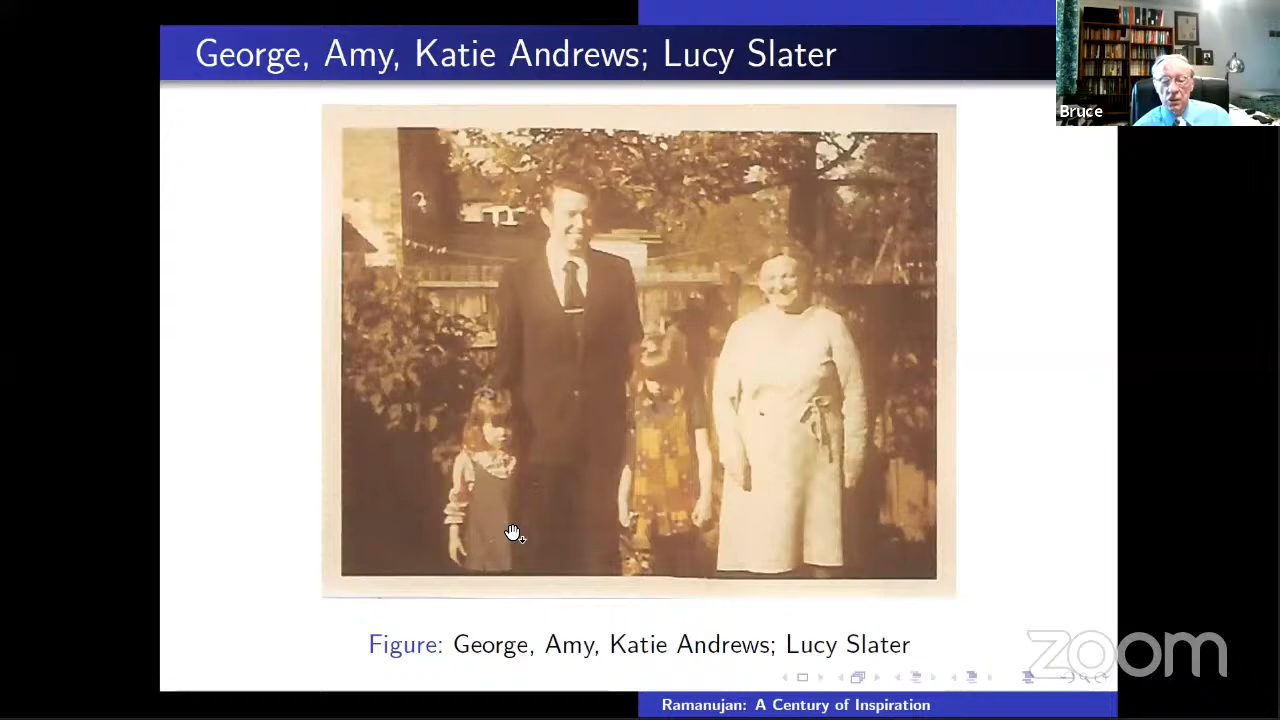 George, Amy, Katie Andrews; Lucy Slater
Bruce
Figure: George, Amy, Katie Andrews; Lucy Slater
zoom
Ramanujan: A Century of Inspiration